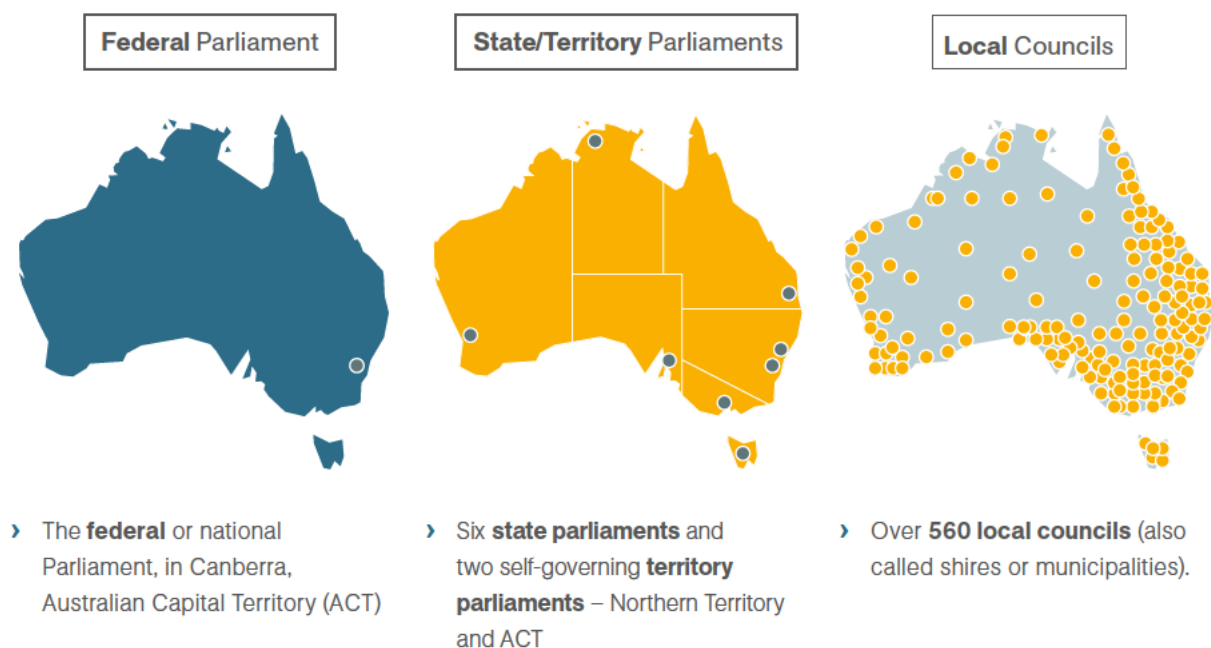 Federal Parliament
State/Territory Parliaments
Local Councils
› The federal or national
Parliament, in Canberra,
Australian Capital Territory (ACT)
› Six state parliaments and
two self-governing territory
parliaments – Northern Territory
and ACT
› Over 560 local councils (also
called shires or municipalities).